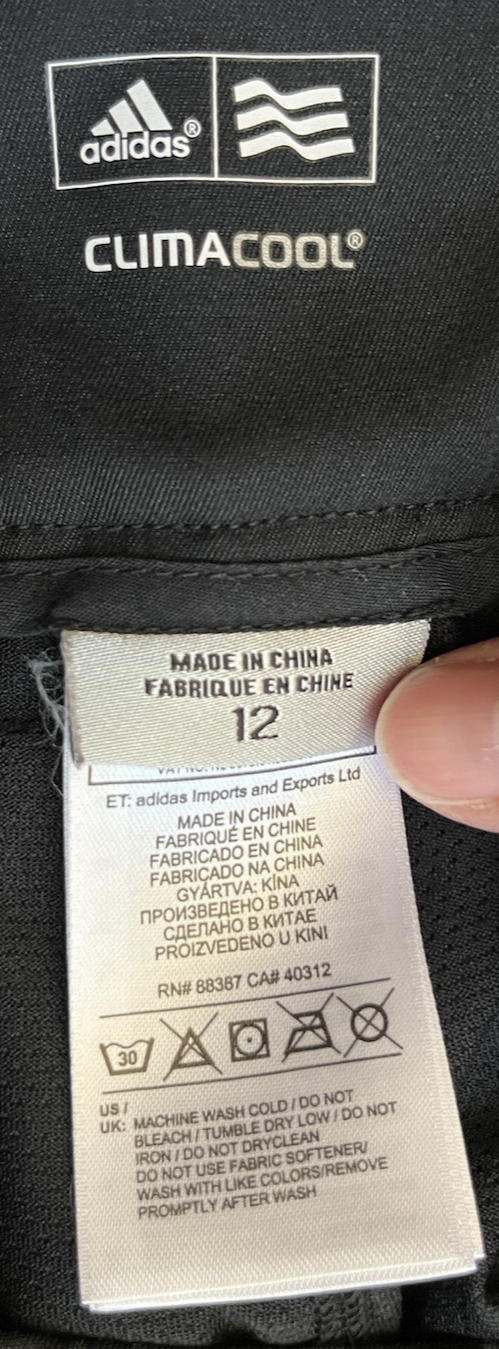 adidas®
CLIMACOOL®
MADE IN CHINA
FABRIQUE EN CHINE
12
ET: adidas Imports and Exports Ltd
MADE IN CHINA
FABRIQUÉ EN CHINE
FABRICADO EN CHINA
FABRICADO NA CHINA
GYÁRTVA: KÍNA
ПРОИЗВЕДЕНО В КИТАЙ
СДЕЛАНО В КИТАЕ
PROIZVEDENO U KINI
RN# 88387 CA# 40312
30
US /
UK: MACHINE WASH COLD / DO NOT
BLEACH / TUMBLE DRY LOW / DO NOT
IRON / DO NOT DRYCLEAN
DO NOT USE FABRIC SOFTENER/
WASH WITH LIKE COLORS/REMOVE
PROMPTLY AFTER WASH